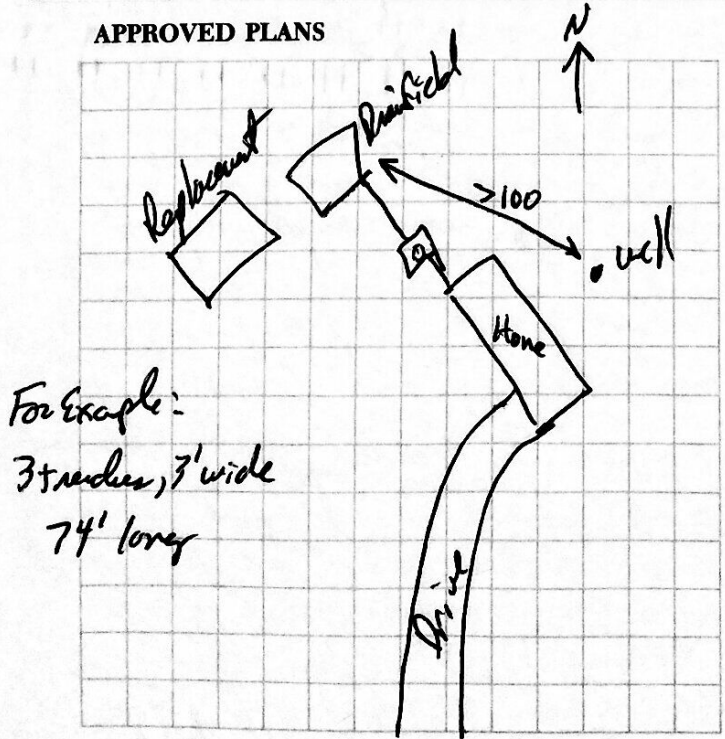 APPROVED PLANS
N
Drainfield
Replacement
>100
well
Home
For Example:
3 trenches, 3' wide
74' long
Drive